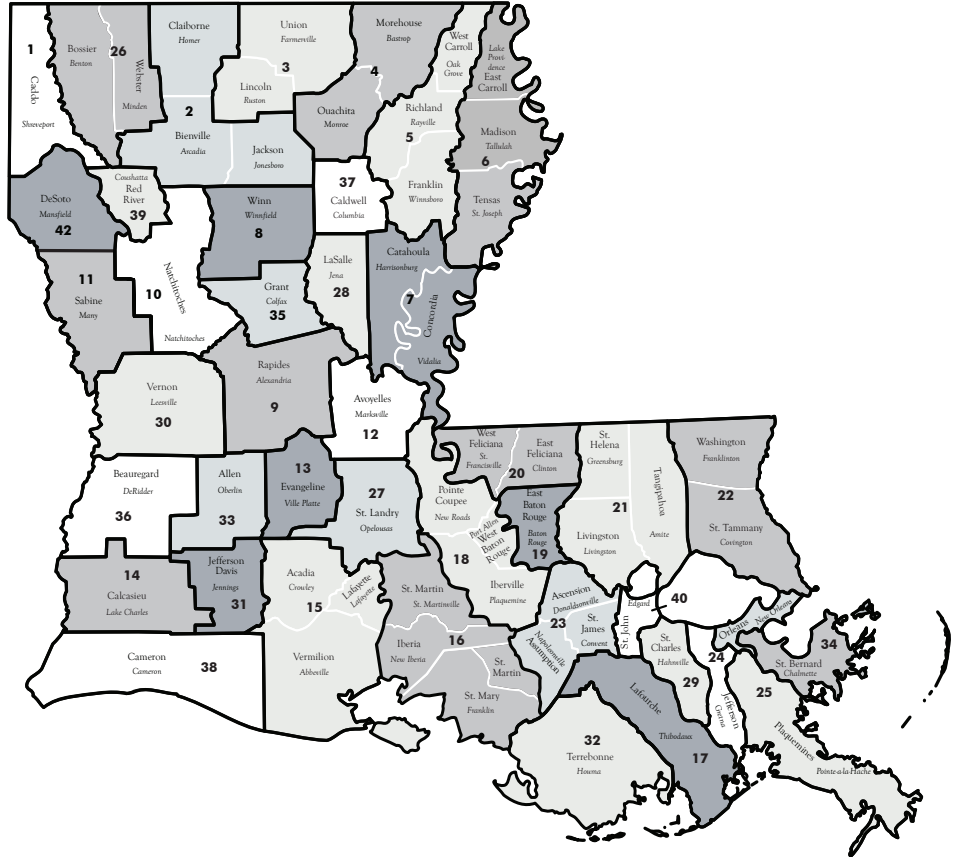 1
Caddo
Shreveport
Bossier
Benton
26
Webster
Minden
Claiborne
Homer
2
Union
Farmerville
3
Lincoln
Ruston
Morehouse
Bastrop
4
Ouachita
Monroe
West
Carroll
Oak
Grove
Lake
Provi-
dence
East
Carroll
Richland
Rayville
5
Franklin
Winnsboro
Madison
Tallulah
6
Tensas
St. Joseph
Bienville
Arcadia
Jackson
Jonesboro
37
Caldwell
Columbia
DeSoto
Mansfield
42
Coushatta
Red
River
39
Winn
Winnfield
8
11
Sabine
Many
10
Natchitoches
Natchitoches
Grant
Colfax
35
LaSalle
Jena
28
Catahoula
Harrisonburg
7
Concordia
Vidalia
Vernon
Leesville
30
Rapides
Alexandria
9
Avoyelles
Marksville
12
Beauregard
DeRidder
36
Allen
Oberlin
33
13
Evangeline
Ville Platte
27
St. Landry
Opelousas
West
Feliciana
St.
Francisville
20
East
Feliciana
Clinton
St.
Helena
Greensburg
Tangipahoa
Amite
21
Livingston
Livingston
Washington
Franklinton
22
St. Tammany
Covington
Pointe
Coupee
New Roads
Port Allen
West
Baton
Rouge
18
Iberville
Plaquemine
East
Baton
Rouge
Baton
Rouge
19
14
Calcasieu
Lake Charles
Jefferson
Davis
Jennings
31
Acadia
Crowley
15
Lafayette
Lafayette
Vermilion
Abbeville
Cameron
Cameron
38
St. Martin
St. Martinville
Iberia
New Iberia
16
St.
Martin
St. Mary
Franklin
Ascension
Donaldsonville
23
St.
James
Convent
Napoleonville
Assumption
Edgard
St. John
40
St.
Charles
Hahnville
29
24
Jefferson
Gretna
Orleans
New Orleans
34
St. Bernard
Chalmette
25
Plaquemines
Pointe-a-la-Hache
Lafourche
Thibodaux
17
32
Terrebonne
Houma